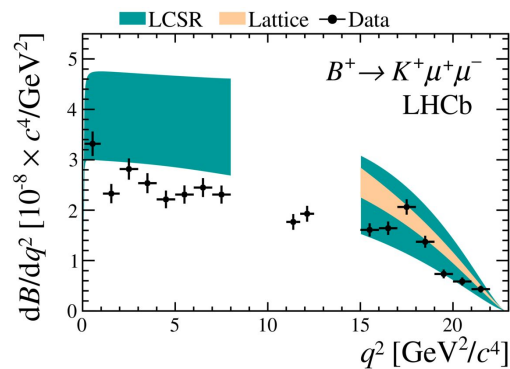 LCSR Lattice Data
B⁺→ K⁺μ⁺μ⁻
LHCb
dB/dq² [10⁻⁸ × c⁴/GeV²]
5
4
3
2
1
0
0 5 10 15 20
q² [GeV²/c⁴]